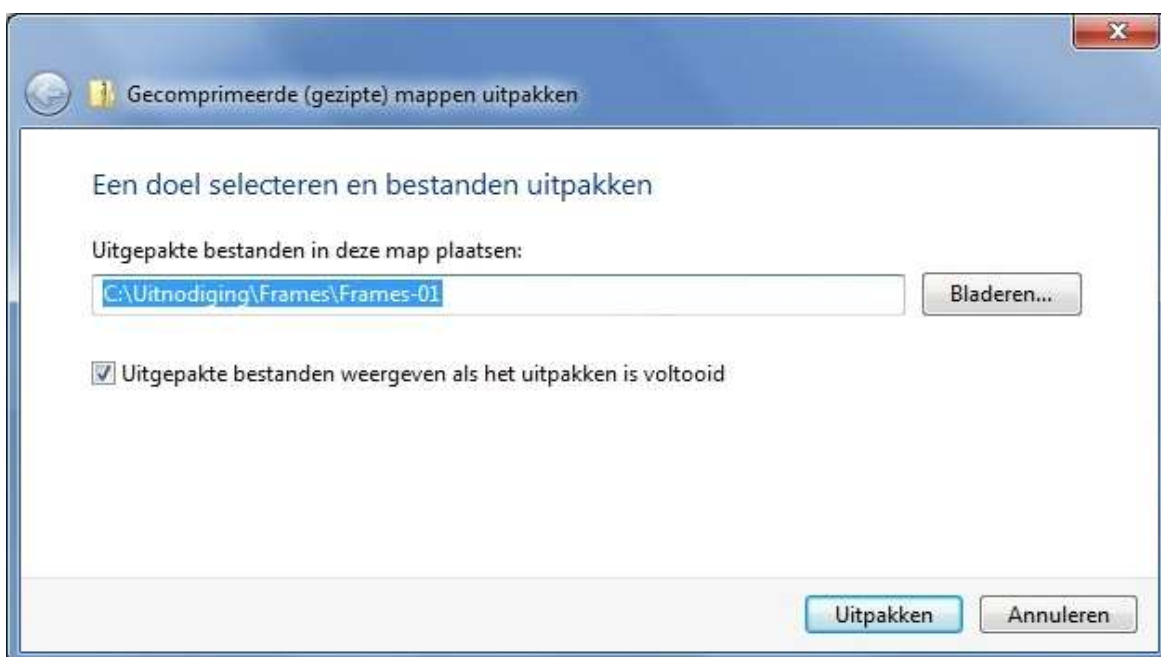 Gecomprimeerde (gezipte) mappen uitpakken
Een doel selecteren en bestanden uitpakken
Uitgepakte bestanden in deze map plaatsen:
C:\Uitnodiging\Frames\Frames-01
Bladeren...
Uitgepakte bestanden weergeven als het uitpakken is voltooid
Uitpakken
Annuleren